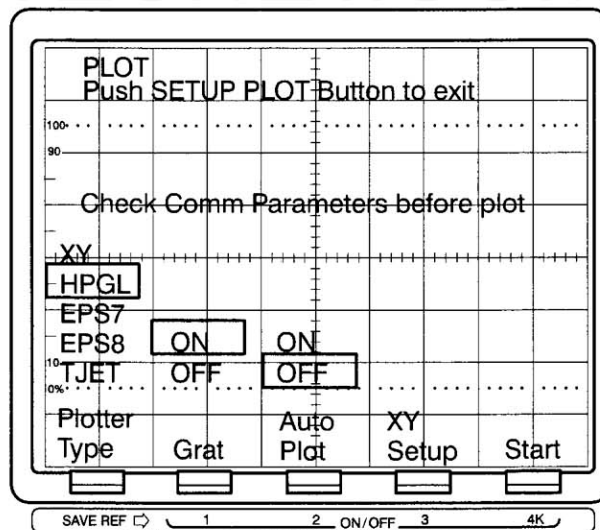 PLOT
Push SETUP PLOT Button to exit
100
90
Check Comm Parameters before plot
XY
HPGL
EPS7
EPS8 ON ON
10
TJET OFF OFF
0%
Plotter Type
Grat
Auto Plot
XY Setup
Start
SAVE REF ⇨ 1 2 ON/OFF 3 4K